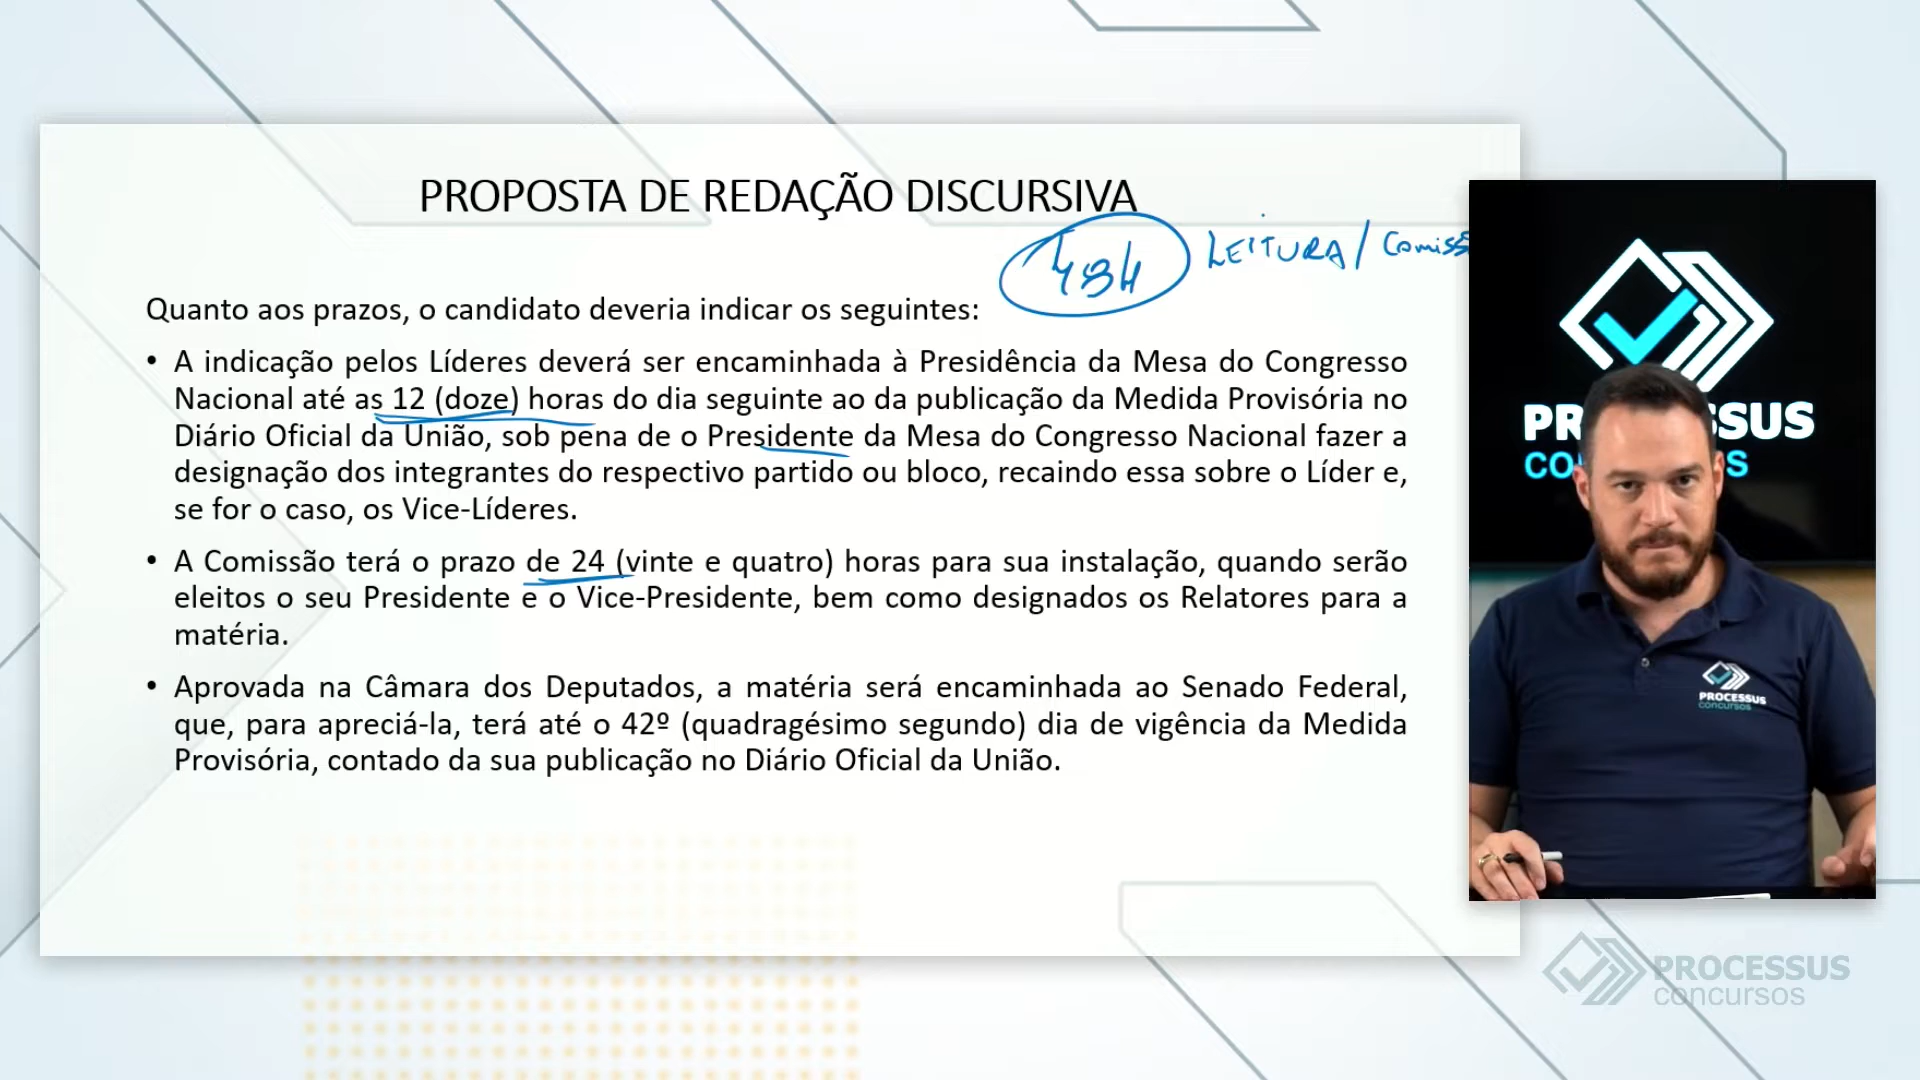 PROPOSTA DE REDAÇÃO DISCURSIVA
48H LEITURA / Comiss
Quanto aos prazos, o candidato deveria indicar os seguintes:
• A indicação pelos Líderes deverá ser encaminhada à Presidência da Mesa do Congresso
Nacional até as 12 (doze) horas do dia seguinte ao da publicação da Medida Provisória no
Diário Oficial da União, sob pena de o Presidente da Mesa do Congresso Nacional fazer a
designação dos integrantes do respectivo partido ou bloco, recaindo essa sobre o Líder e,
se for o caso, os Vice-Líderes.
• A Comissão terá o prazo de 24 (vinte e quatro) horas para sua instalação, quando serão
eleitos o seu Presidente e o Vice-Presidente, bem como designados os Relatores para a
matéria.
• Aprovada na Câmara dos Deputados, a matéria será encaminhada ao Senado Federal,
que, para apreciá-la, terá até o 42º (quadragésimo segundo) dia de vigência da Medida
Provisória, contado da sua publicação no Diário Oficial da União.
PR SSUS
CO S
PROCESSUS
concursos
PROCESSUS
concursos